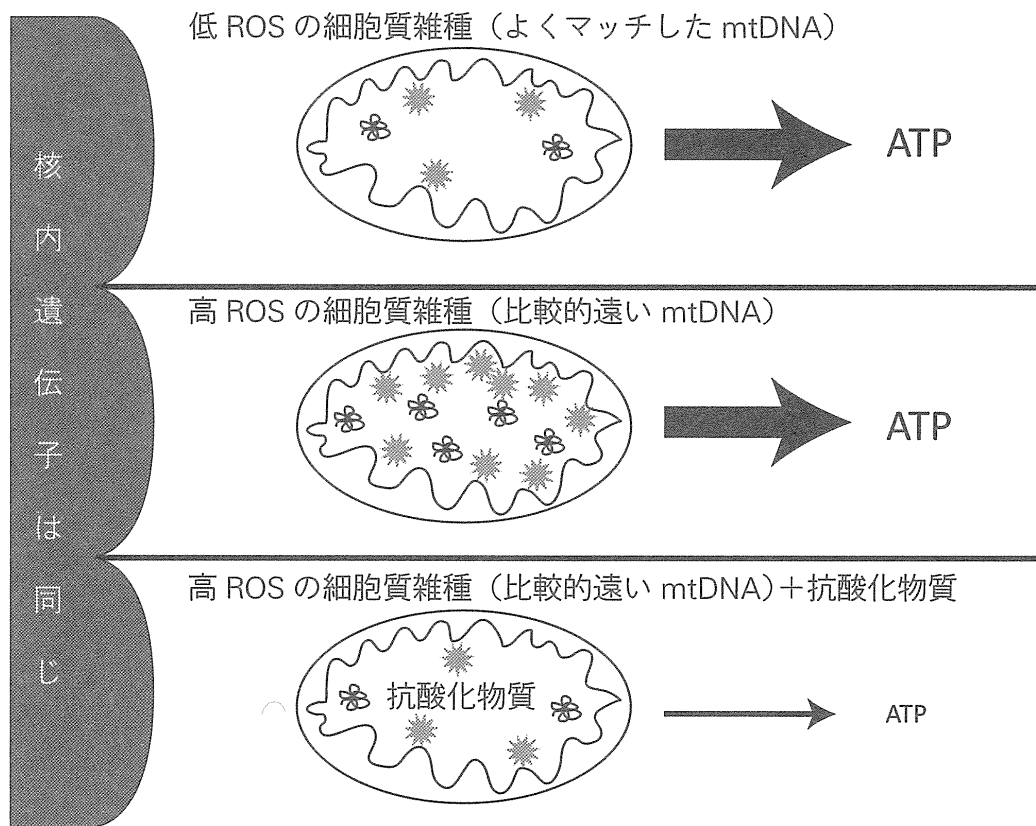 核内遺伝子は同じ
低 ROS の細胞質雑種（よくマッチした mtDNA）
ATP
高 ROS の細胞質雑種（比較的遠い mtDNA）
ATP
高 ROS の細胞質雑種（比較的遠い mtDNA）＋抗酸化物質
抗酸化物質
ATP